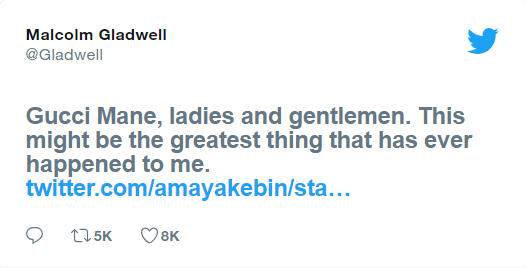 Malcolm Gladwell
@Gladwell
Gucci Mane, ladies and gentlemen. This
might be the greatest thing that has ever
happened to me.
twitter.com/amayakebin/sta…
5K 8K